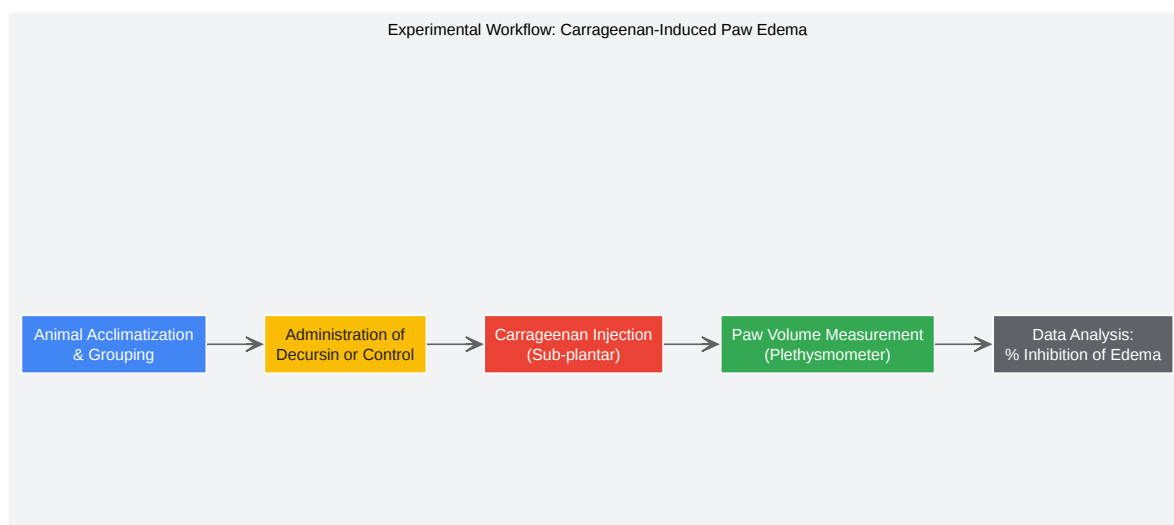 Experimental Workflow: Carrageenan-Induced Paw Edema
Animal Acclimatization
& Grouping
Administration of
Decursin or Control
Carrageenan Injection
(Sub-plantar)
Paw Volume Measurement
(Plethysmometer)
Data Analysis:
% Inhibition of Edema